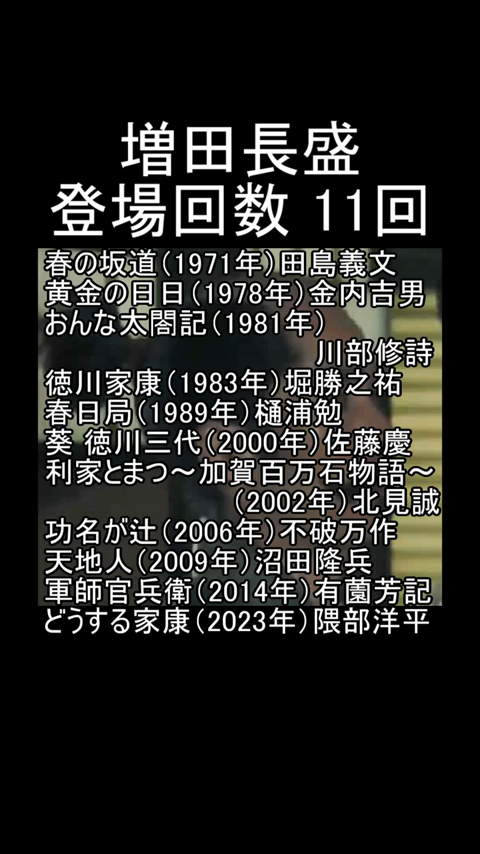 増田長盛
登場回数 11回
春の坂道（1971年）田島義文
黄金の日日（1978年）金内吉男
おんな太閤記（1981年）
川部修詩
徳川家康（1983年）堀勝之祐
春日局（1989年）樋浦勉
葵 徳川三代（2000年）佐藤慶
利家とまつ～加賀百万石物語～
（2002年）北見誠
功名が辻（2006年）不破万作
天地人（2009年）沼田隆兵
軍師官兵衛（2014年）有薗芳記
どうする家康（2023年）隈部洋平